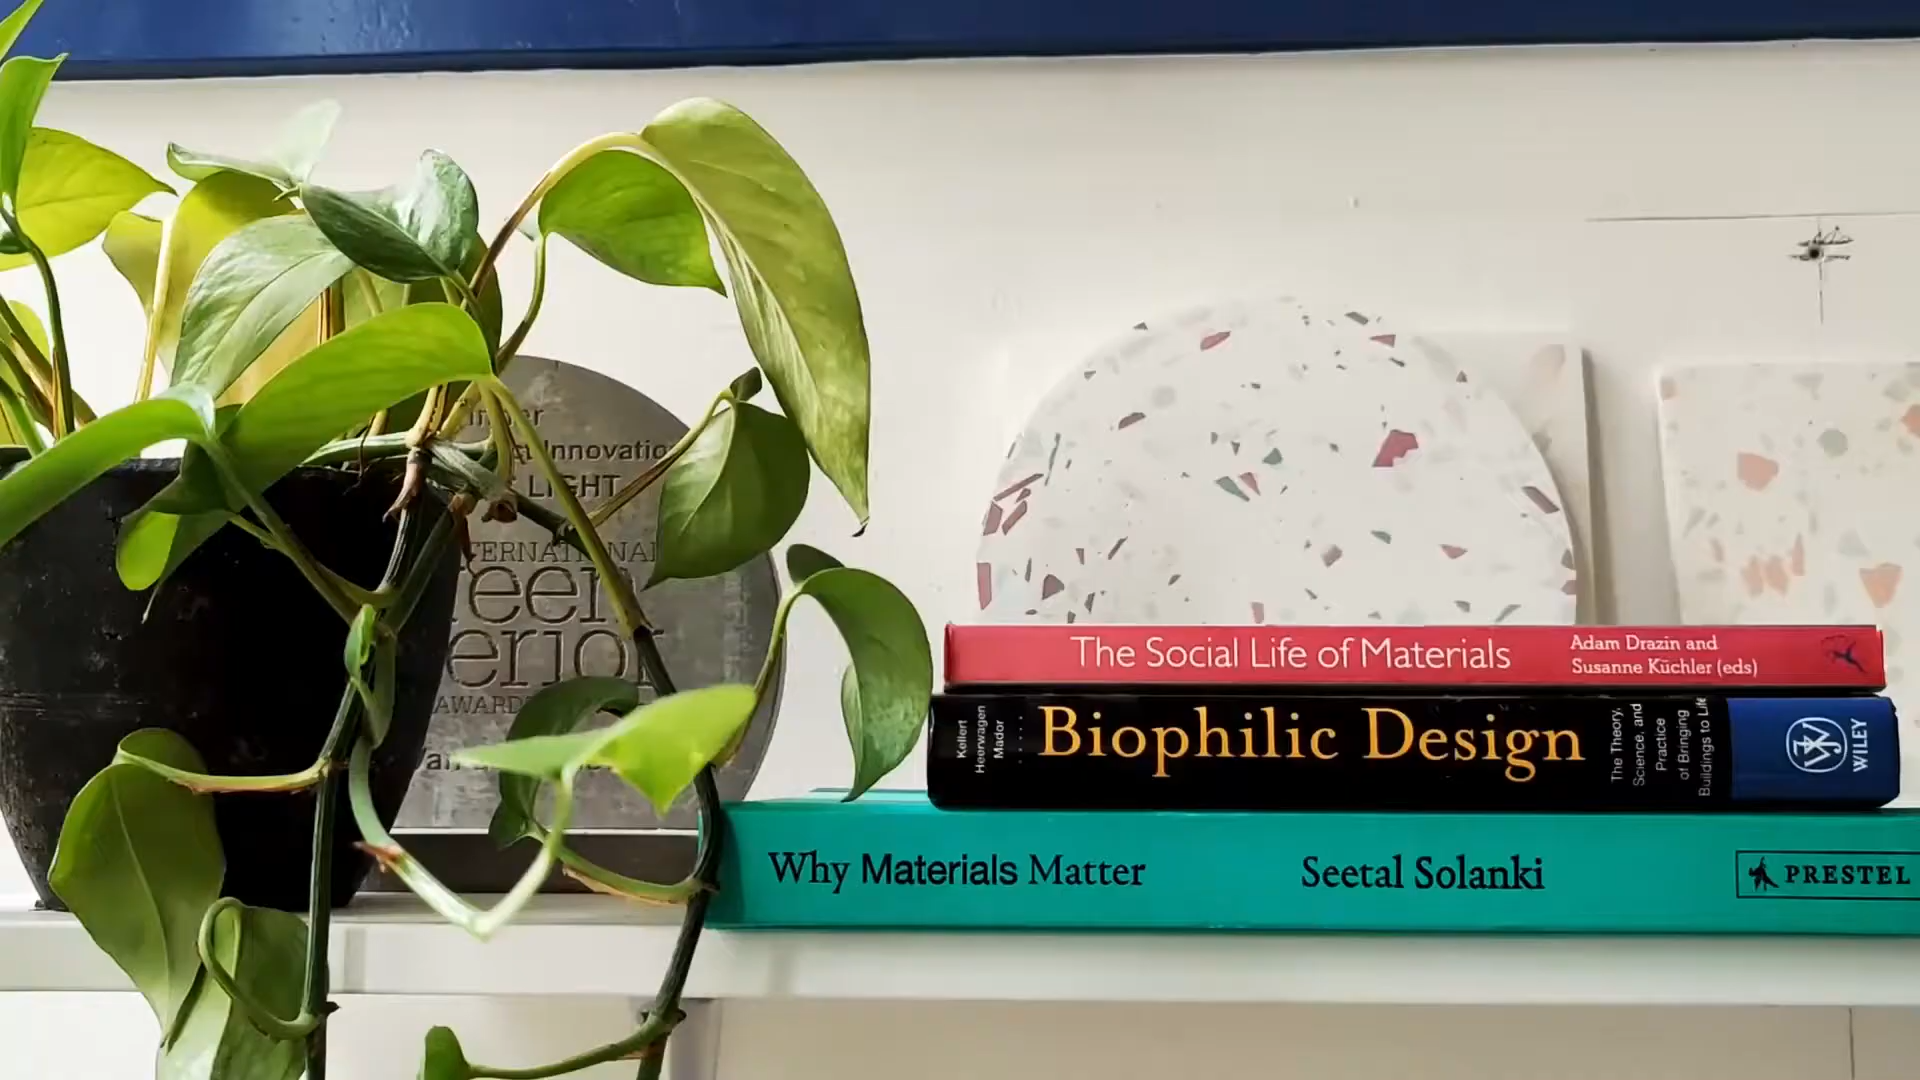 Innovation
LIGHT
INTERNATIONAL
AWARDS
The Social Life of Materials
Adam Drazin and
Susanne Küchler (eds)
Kellert
Heerwagen
Mador
Biophilic Design
The Theory,
Science, and
Practice
of Bringing
Buildings to Life
WILEY
Why Materials Matter
Seetal Solanki
PRESTEL